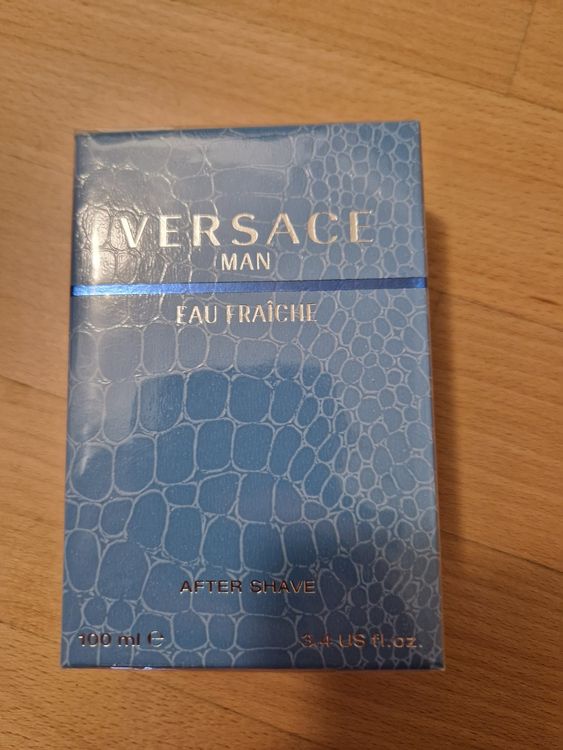 VERSACE
MAN
EAU FRAÎCHE
AFTER SHAVE
100 ml ℮
3.4 US fl.oz.